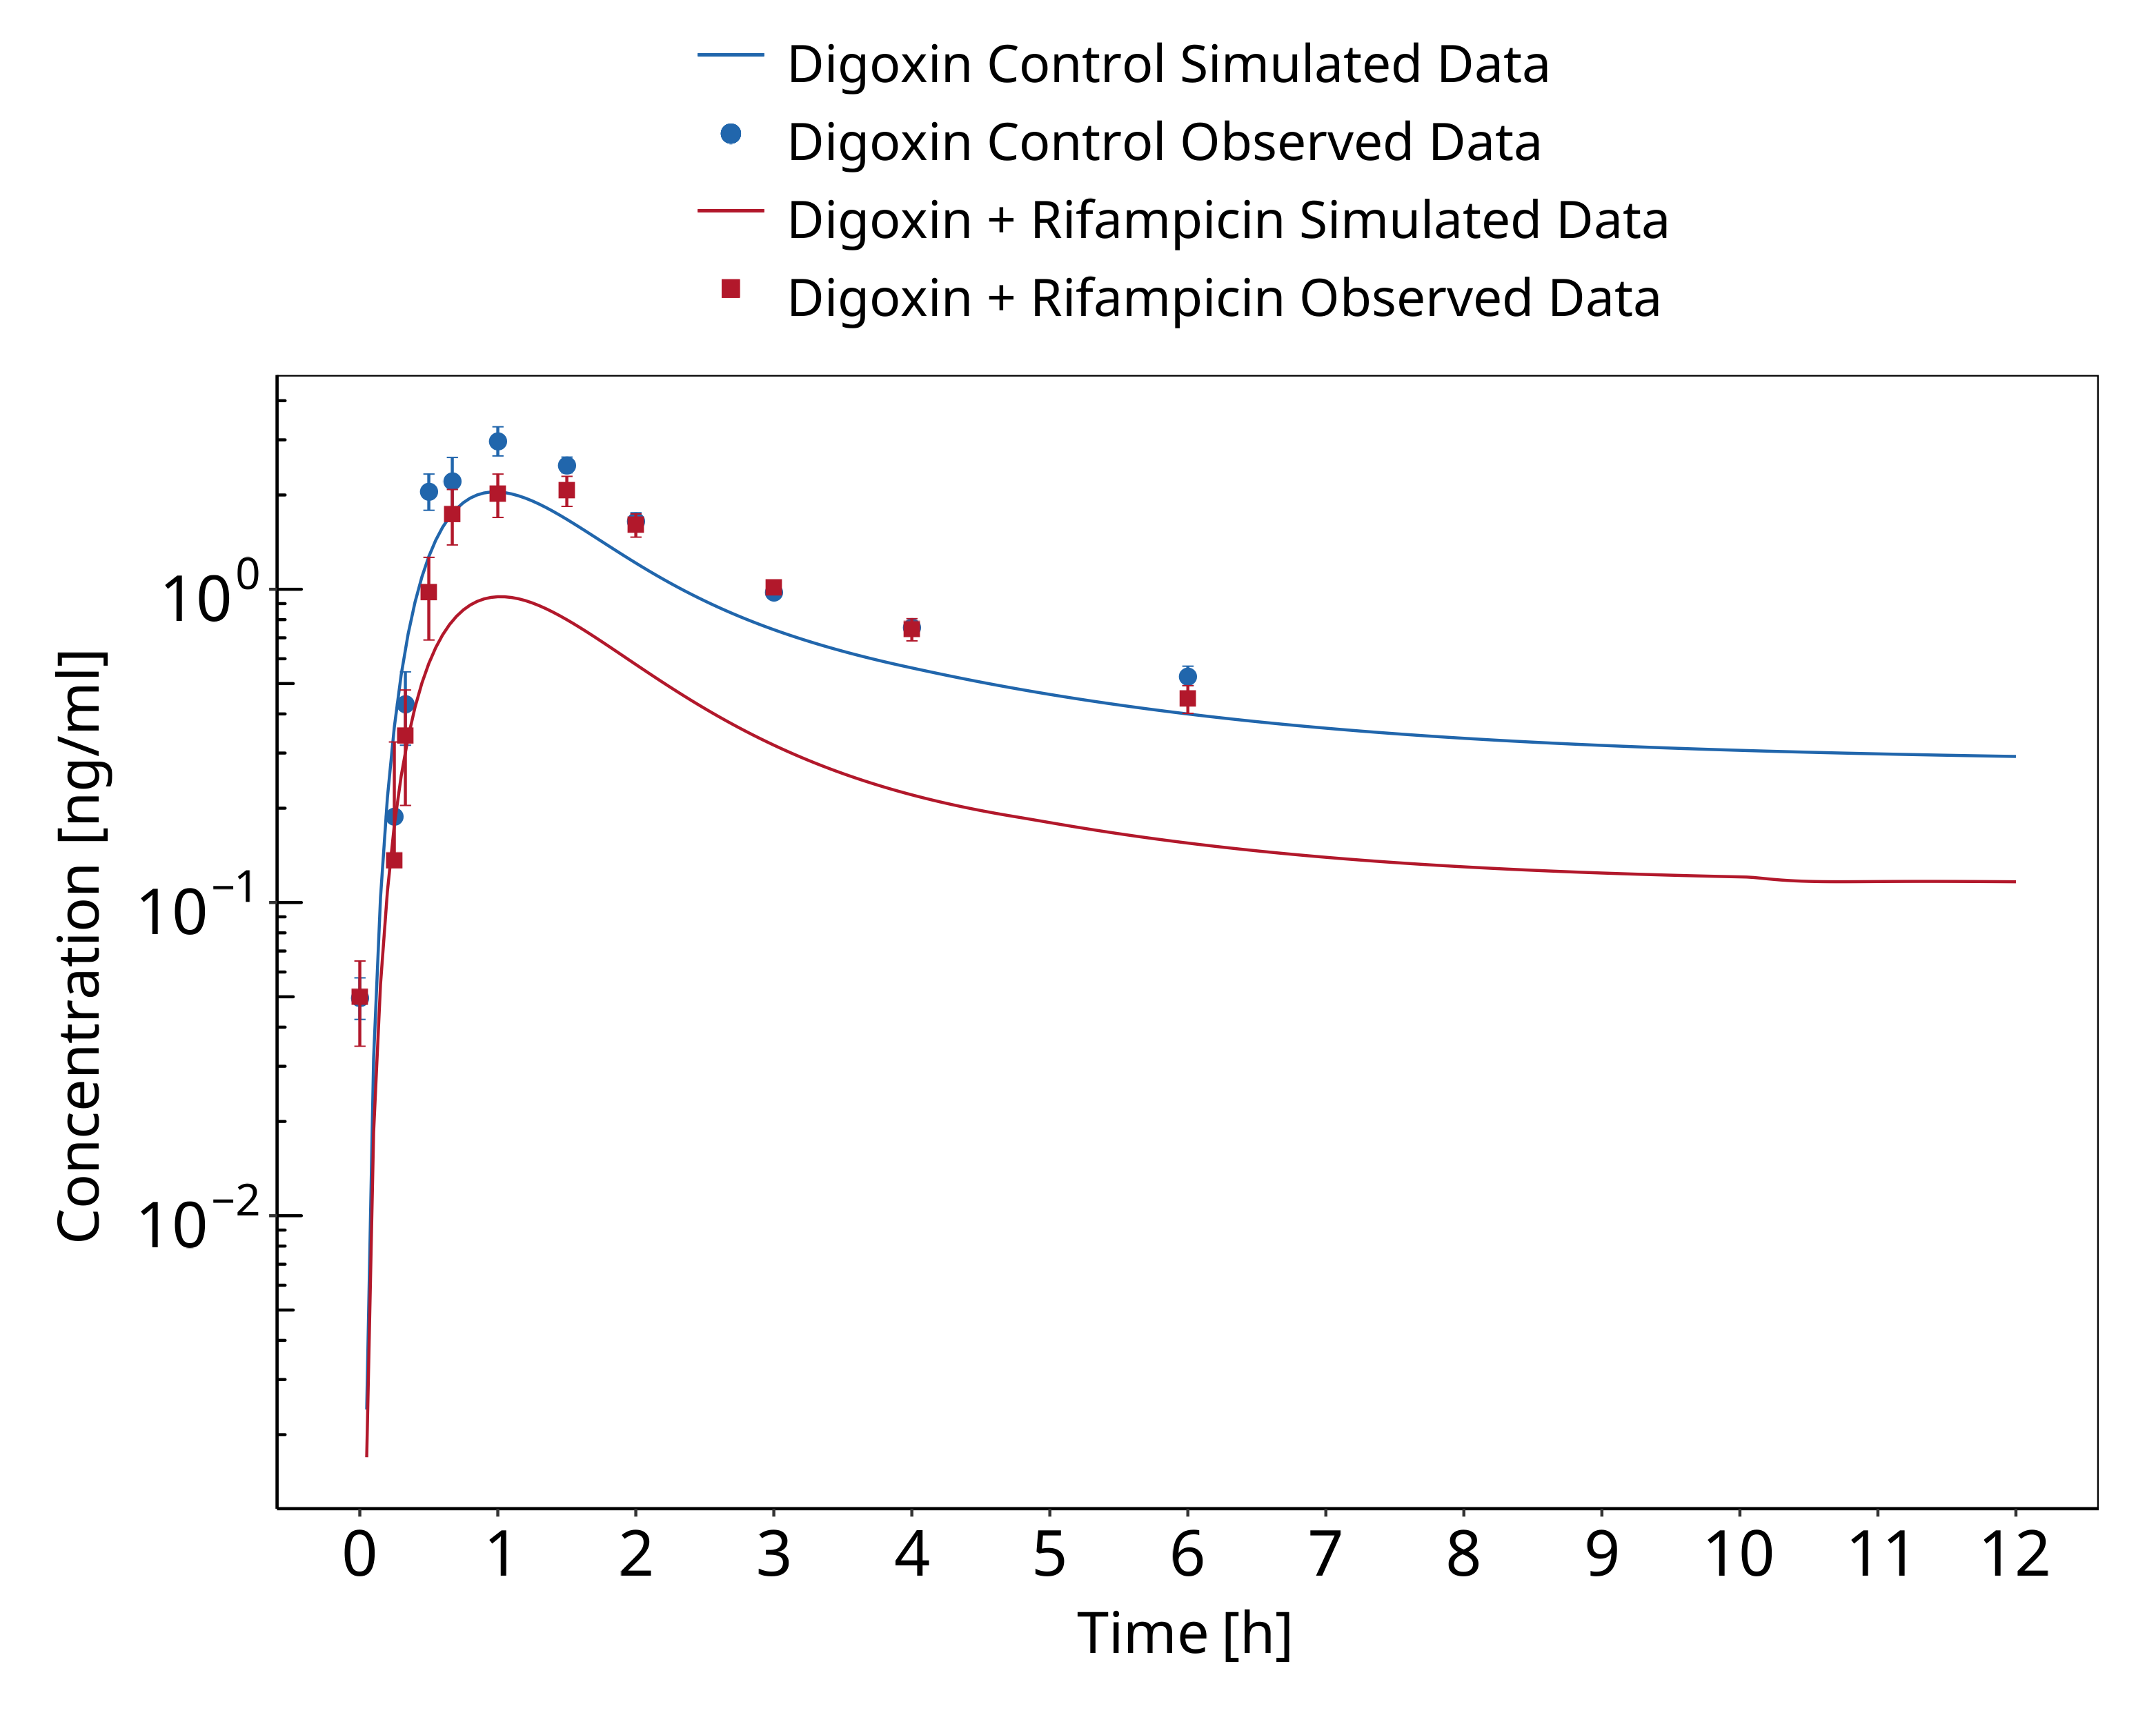 Digoxin Control Simulated Data
Digoxin Control Observed Data
Digoxin + Rifampicin Simulated Data
Digoxin + Rifampicin Observed Data
Concentration [ng/ml]
10⁰
10⁻¹
10⁻²
0 1 2 3 4 5 6 7 8 9 10 11 12
Time [h]